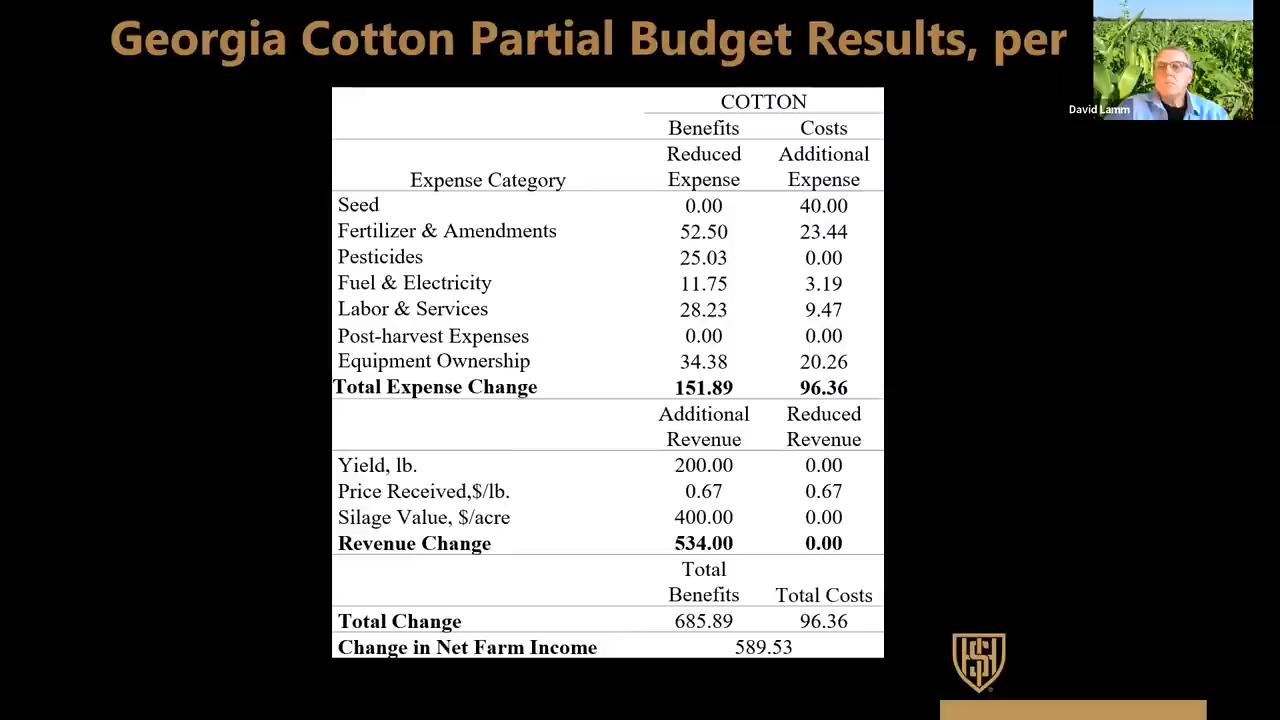 Georgia Cotton Partial Budget Results, per
David Lamm
COTTON
Benefits Costs
Reduced Additional
Expense Category Expense Expense
Seed 0.00 40.00
Fertilizer & Amendments 52.50 23.44
Pesticides 25.03 0.00
Fuel & Electricity 11.75 3.19
Labor & Services 28.23 9.47
Post-harvest Expenses 0.00 0.00
Equipment Ownership 34.38 20.26
Total Expense Change 151.89 96.36
Additional Reduced
Revenue Revenue
Yield, lb. 200.00 0.00
Price Received,$/lb. 0.67 0.67
Silage Value, $/acre 400.00 0.00
Revenue Change 534.00 0.00
Total
Benefits Total Costs
Total Change 685.89 96.36
Change in Net Farm Income 589.53